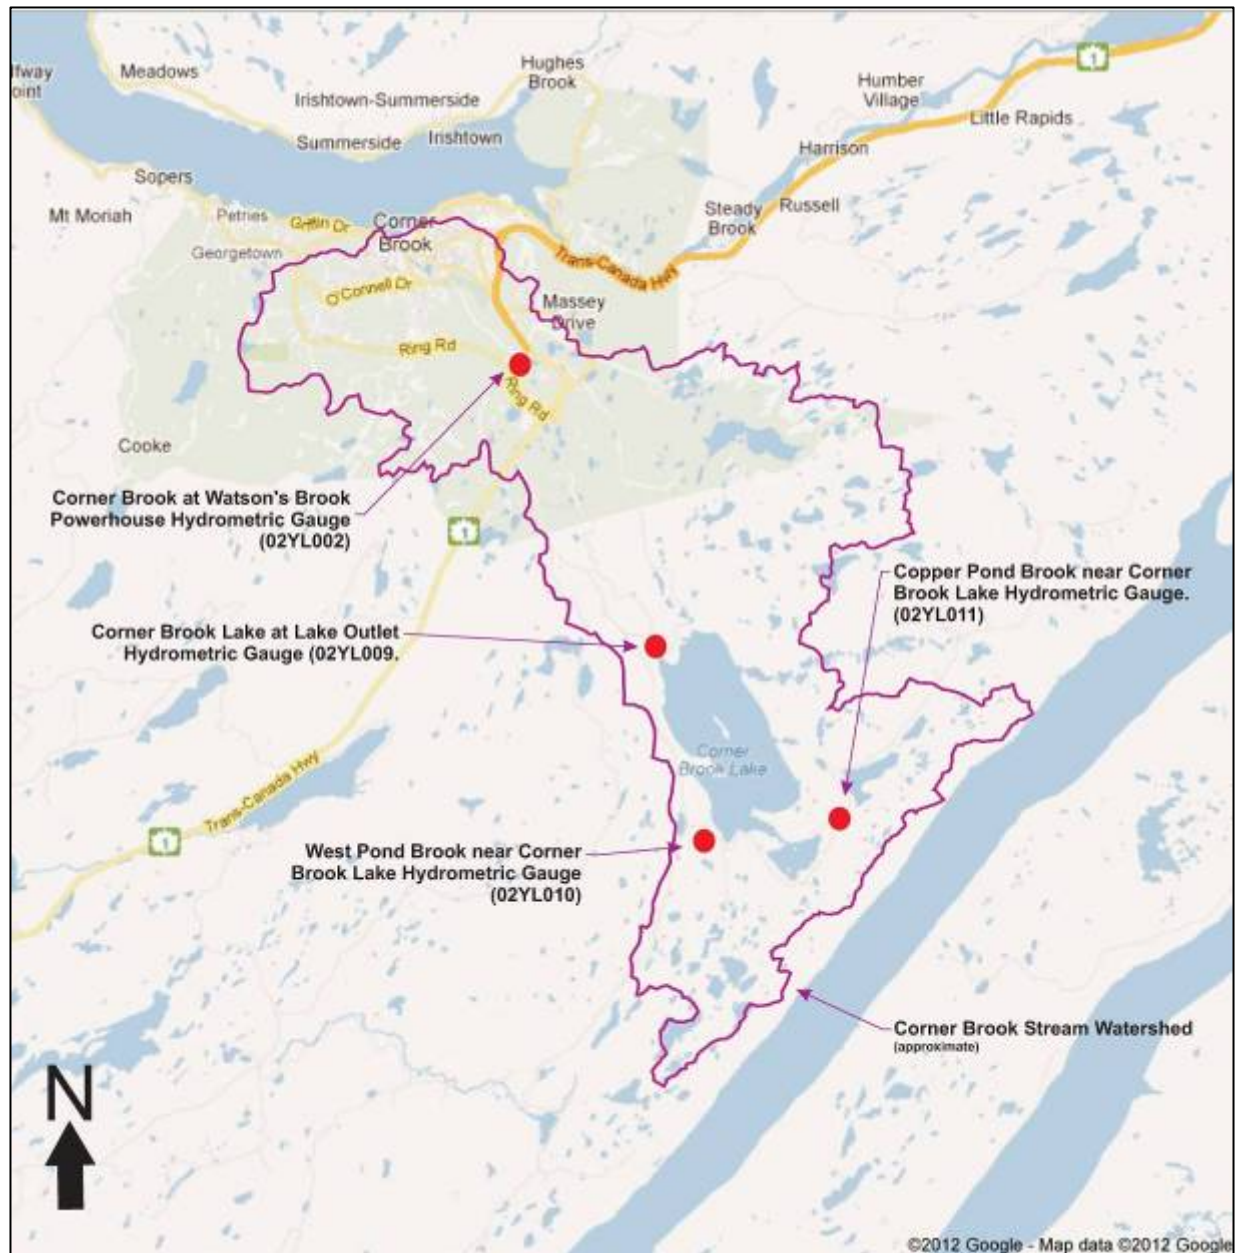 Hughes
Brook
lfway
oint
Meadows
Irishtown-Summerside
Summerside
Irishtown
Humber
Village
1
Little Rapids
Harrison
Sopers
Mt Moriah
Petries
Griffin Dr
Corner
Brook
Steady
Brook
Russell
Georgetown
Trans-Canada Hwy
O'Connell Dr
Massey
Drive
Ring Rd
Ring Rd
Cooke
Corner Brook at Watson's Brook
Powerhouse Hydrometric Gauge
(02YL002)
1
Copper Pond Brook near Corner
Brook Lake Hydrometric Gauge.
(02YL011)
Corner Brook Lake at Lake Outlet
Hydrometric Gauge (02YL009.
Corner
Brook Lake
Trans-Canada Hwy
1
West Pond Brook near Corner
Brook Lake Hydrometric Gauge
(02YL010)
Corner Brook Stream Watershed
(approximate)
N
©2012 Google - Map data ©2012 Google